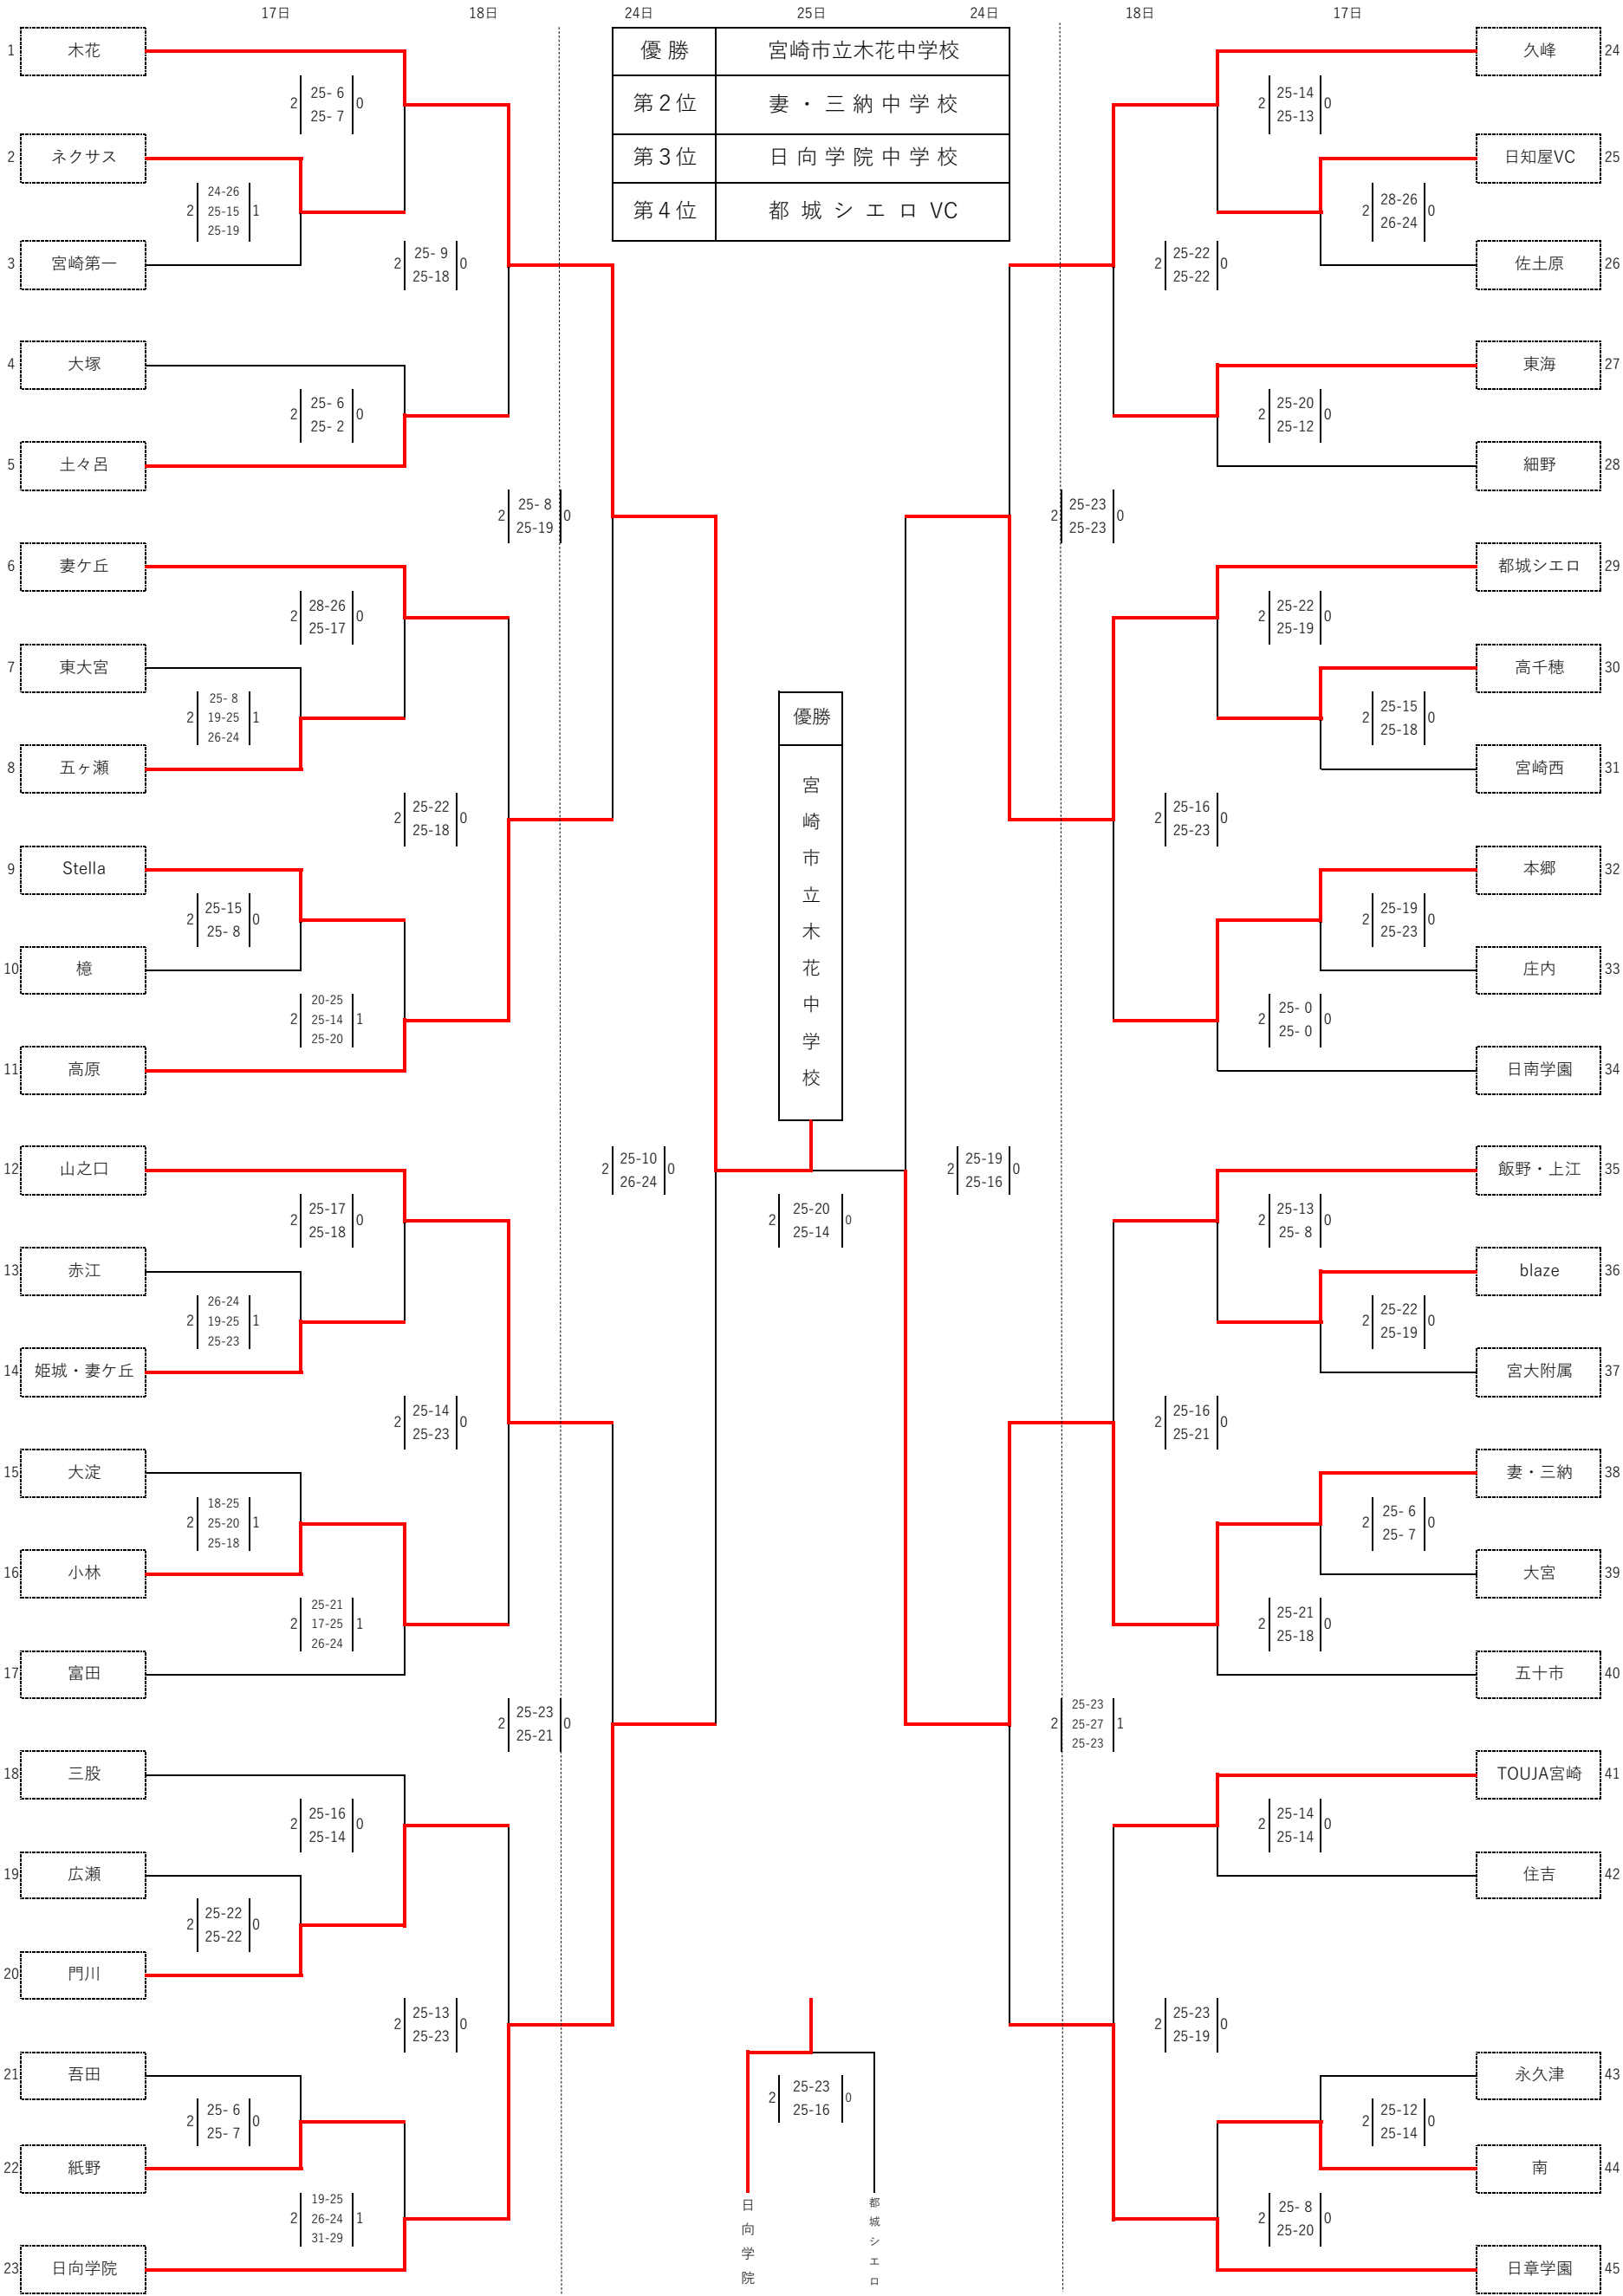 17日 18日 24日 25日 24日 18日 17日
優勝 宮崎市立木花中学校
第2位 妻・三納中学校
第3位 日向学院中学校
第4位 都城シエロVC
1 木花
2 25-6 0
25-7
2 ネクサス
24-26
2 25-15 1
25-19
3 宮崎第一
2 25-9 0
25-18
4 大塚
2 25-6 0
25-2
5 土々呂
2 25-8 0
25-19
6 妻ケ丘
2 28-26 0
25-17
7 東大宮
25-8
2 19-25 1
26-24
8 五ヶ瀬
2 25-22 0
25-18
9 Stella
2 25-15 0
25-8
10 檍
20-25
2 25-14 1
25-20
11 高原
2 25-10 0
26-24
12 山之口
2 25-17 0
25-18
13 赤江
26-24
2 19-25 1
25-23
14 姫城・妻ケ丘
2 25-14 0
25-23
15 大淀
18-25
2 25-20 1
25-18
16 小林
25-21
2 17-25 1
26-24
17 富田
2 25-23 0
25-21
18 三股
2 25-16 0
25-14
19 広瀬
2 25-22 0
25-22
20 門川
2 25-13 0
25-23
21 吾田
2 25-6 0
25-7
22 紙野
19-25
2 26-24 1
31-29
23 日向学院
優勝
宮崎市立木花中学校
2 25-20 0
25-14
2 25-23 0
25-16
日向学院
都城シエロ
久峰 24
2 25-14 0
25-13
日知屋VC 25
2 28-26 0
26-24
佐土原 26
2 25-22 0
25-22
東海 27
2 25-20 0
25-12
細野 28
2 25-23 0
25-23
都城シエロ 29
2 25-22 0
25-19
高千穂 30
2 25-15 0
25-18
宮崎西 31
2 25-16 0
25-23
本郷 32
2 25-19 0
25-23
庄内 33
2 25-0 0
25-0
日南学園 34
2 25-19 0
25-16
飯野・上江 35
2 25-13 0
25-8
blaze 36
2 25-22 0
25-19
宮大附属 37
2 25-16 0
25-21
妻・三納 38
2 25-6 0
25-7
大宮 39
2 25-21 0
25-18
五十市 40
25-23
2 25-27 1
25-23
TOUJA宮崎 41
2 25-14 0
25-14
住吉 42
2 25-23 0
25-19
永久津 43
2 25-12 0
25-14
南 44
2 25-8 0
25-20
日章学園 45